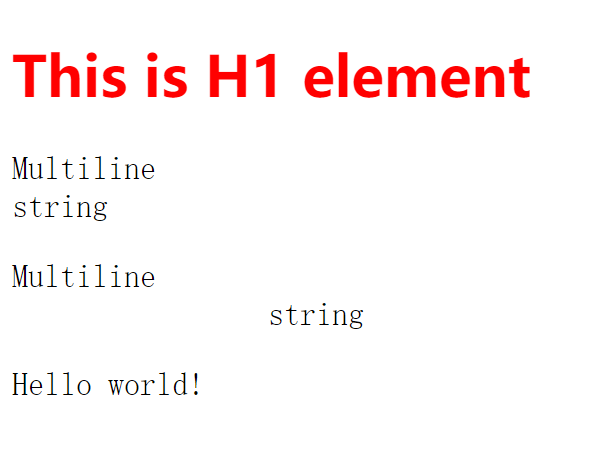 This is H1 element
Multiline
string
Multiline
string
Hello world!